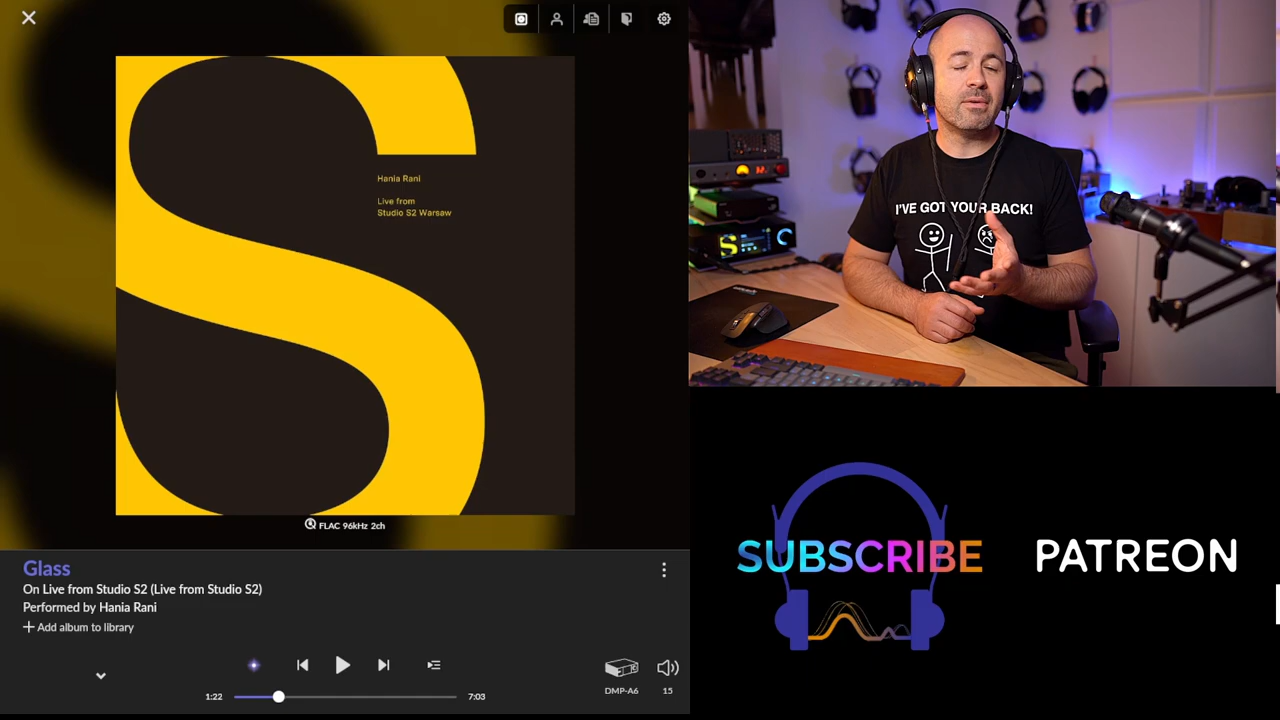 Hania Rani
Live from
Studio S2 Warsaw
FLAC 96kHz 2ch
Glass
On Live from Studio S2 (Live from Studio S2)
Performed by Hania Rani
Add album to library
1:22
7:03
DMP-A6
15
I'VE GOT YOUR BACK!
SUBSCRIBE
PATREON